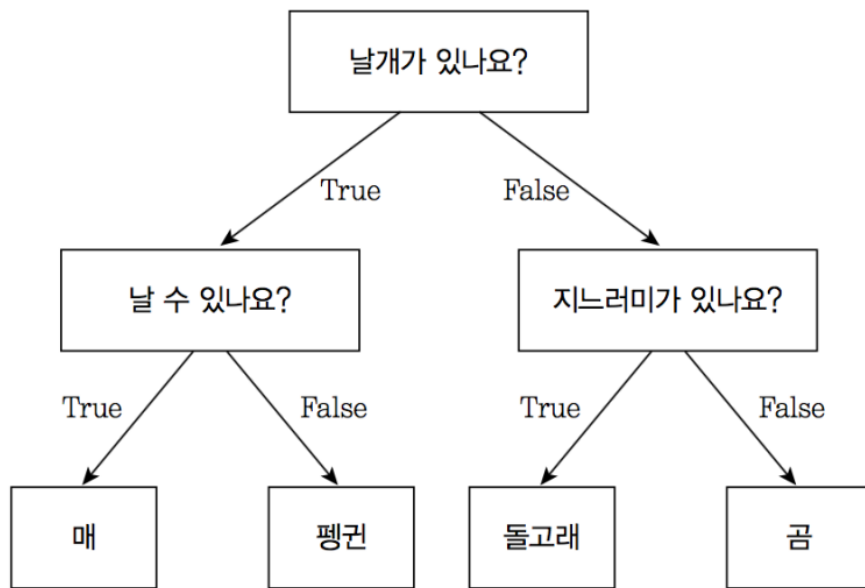 날개가 있나요?
True
False
날 수 있나요?
지느러미가 있나요?
True
False
True
False
매
펭귄
돌고래
곰